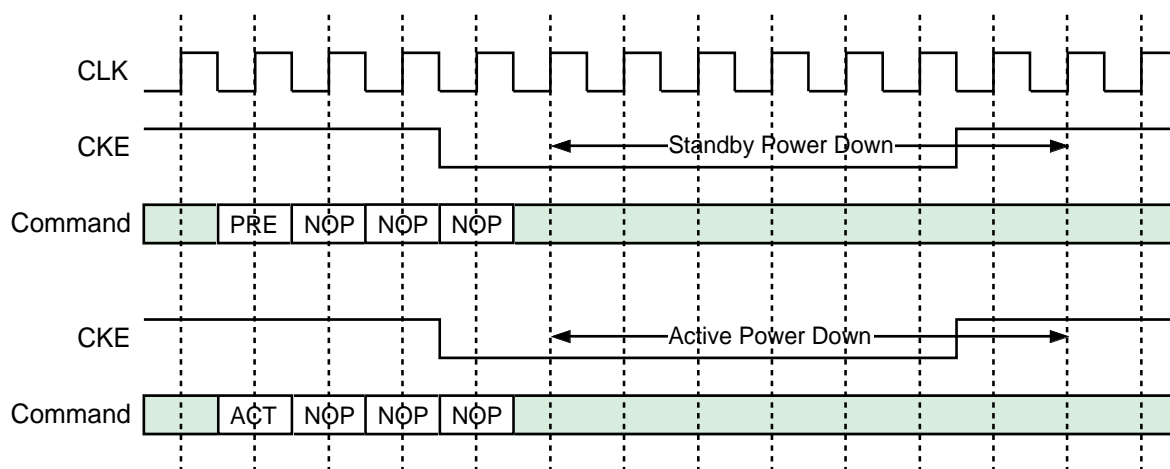 CLK
CKE
Standby Power Down
Command
PRE NOP NOP NOP
CKE
Active Power Down
Command
ACT NOP NOP NOP